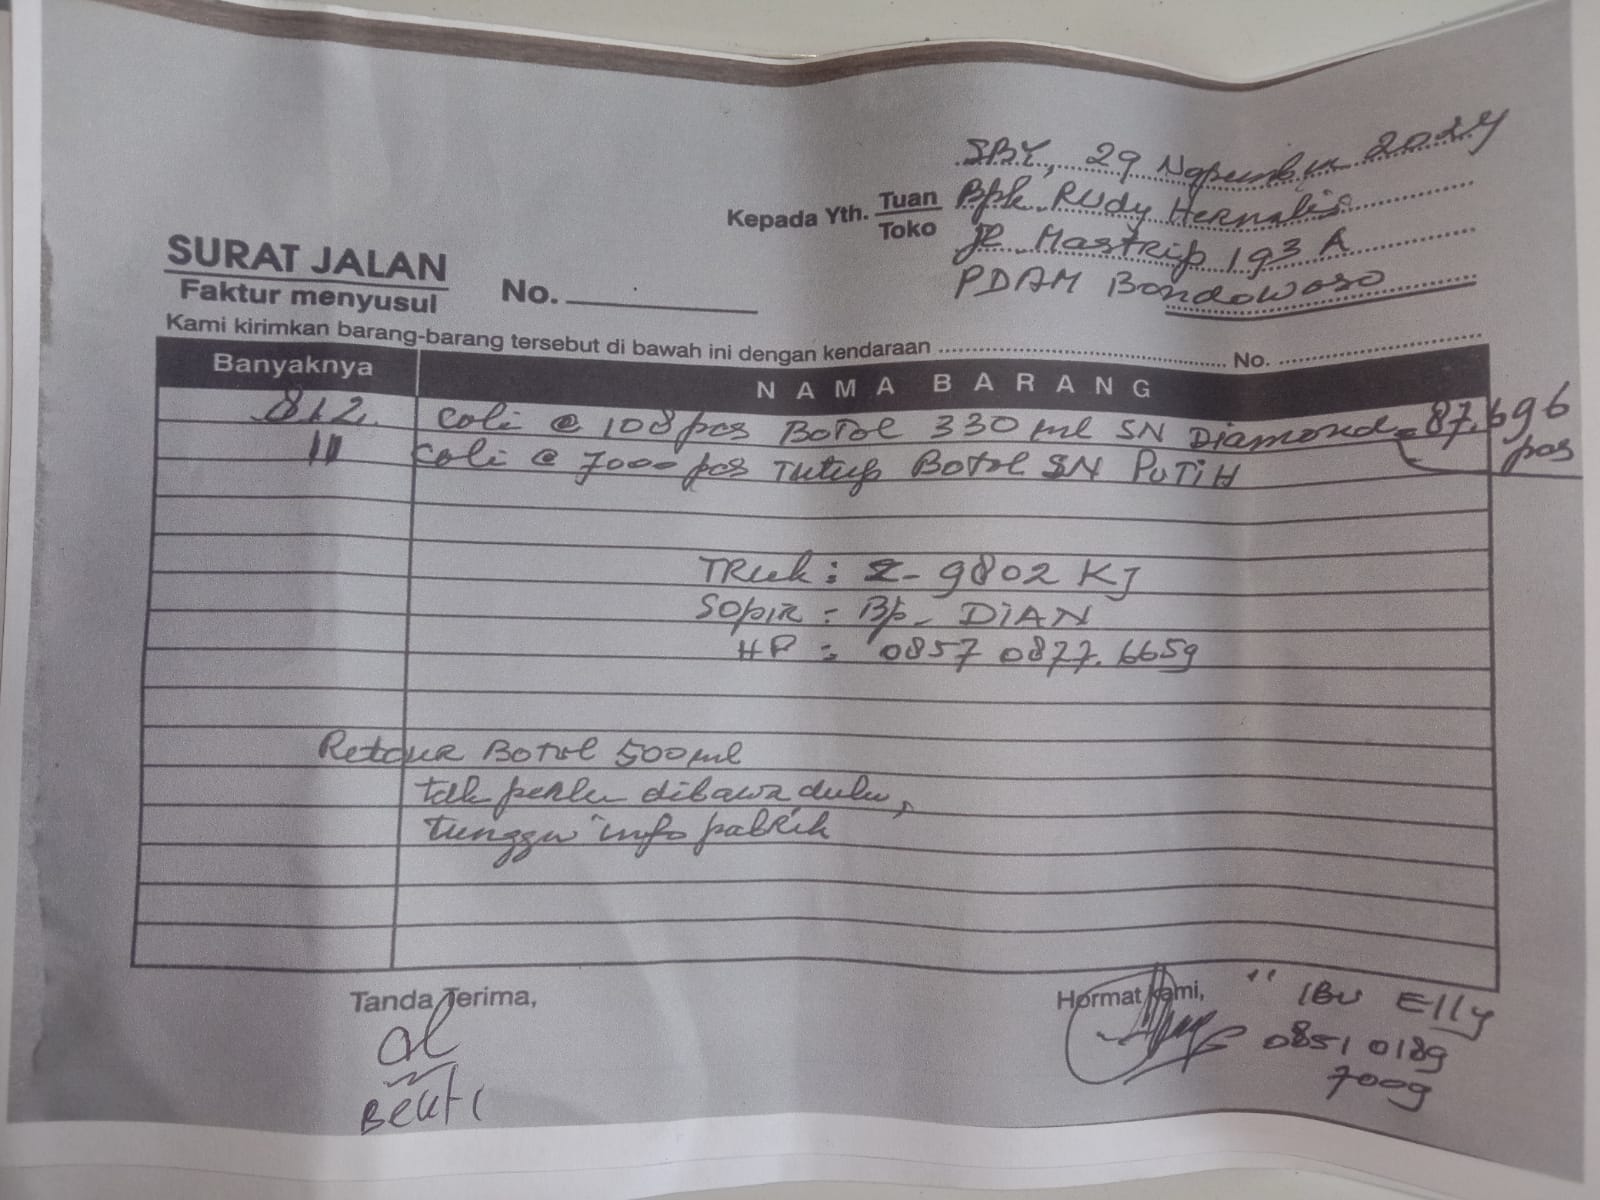 SBY, 29 Nopember 2024
Kepada Yth. Tuan Toko
Bpk Rudy Hernalis
Jl Mastrip 193 A
PDAM Bondowoso
SURAT JALAN
Faktur menyusul
No.
Kami kirimkan barang-barang tersebut di bawah ini dengan kendaraan .......... No. ..........
Banyaknya NAMA BARANG
812 coli @ 108 pcs Botol 330 ml SN Diamond = 87.696 pcs
11 coli @ 7000 pcs Tutup Botol SN PUTIH
TRuk : 9802 KJ
Sopir : Bp. DIAN
HP : 0857 0877.6659
Retour Botol 500 ml
tdk perlu dibawa dulu,
tunggu info pabrik
Tanda Terima,
Hormat kami,
" IBU Elly
0851 0189
7009